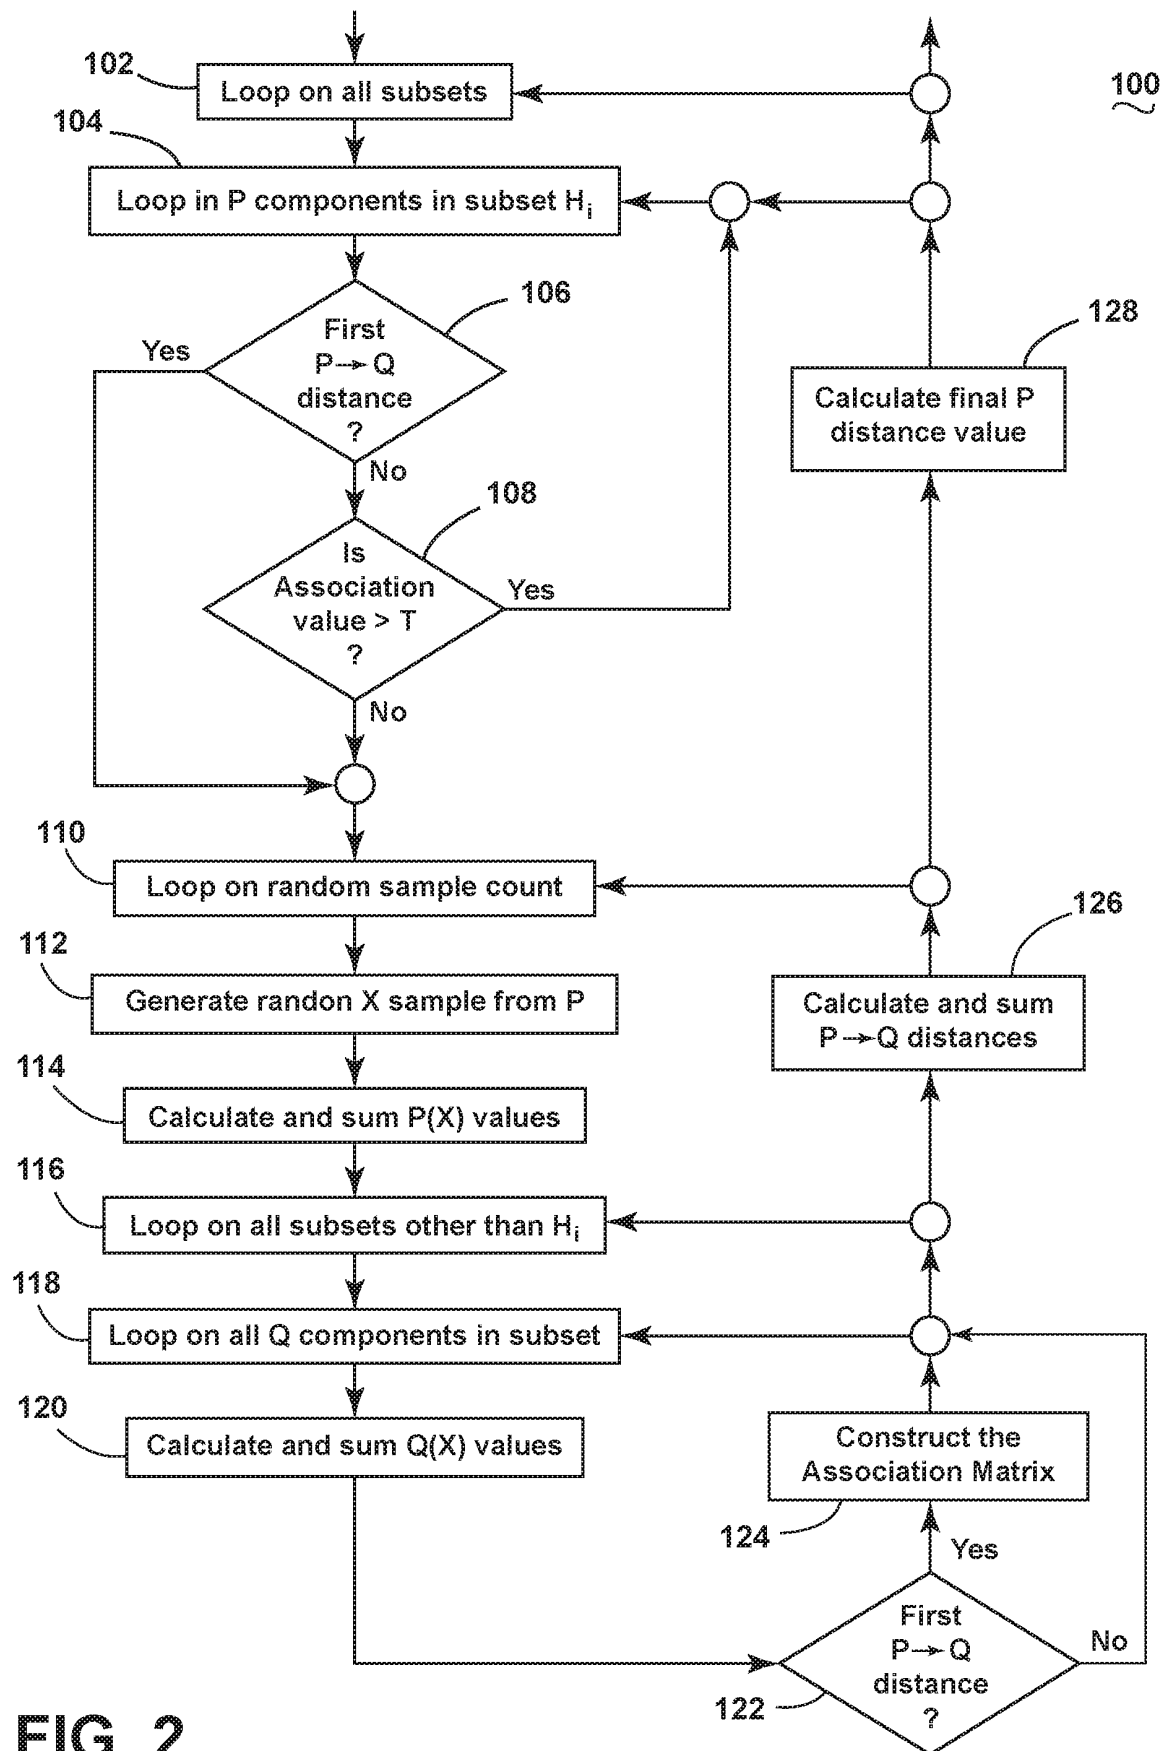 102
Loop on all subsets
100
104
Loop in P components in subset Hi
106
First
P→Q
distance
?
Yes
No
128
Calculate final P
distance value
108
Is
Association
value > T
?
Yes
No
110
Loop on random sample count
126
Calculate and sum
P→Q distances
112
Generate randon X sample from P
114
Calculate and sum P(X) values
116
Loop on all subsets other than Hi
118
Loop on all Q components in subset
120
Calculate and sum Q(X) values
Construct the
Association Matrix
124
Yes
First
P→Q
distance
?
No
122
FIG. 2